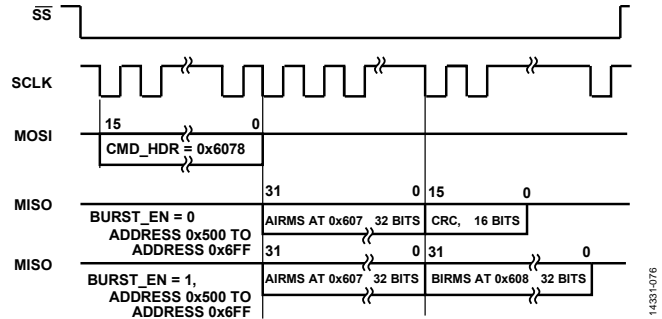 SS
SCLK
15 0
MOSI
CMD_HDR = 0x6078
31 0 15 0
MISO
BURST_EN = 0
ADDRESS 0x500 TO
ADDRESS 0x6FF
AIRMS AT 0x607 32 BITS CRC, 16 BITS
31 0 31 0
MISO
BURST_EN = 1,
ADDRESS 0x500 TO
ADDRESS 0x6FF
AIRMS AT 0x607 32 BITS BIRMS AT 0x608 32 BITS
14331-076